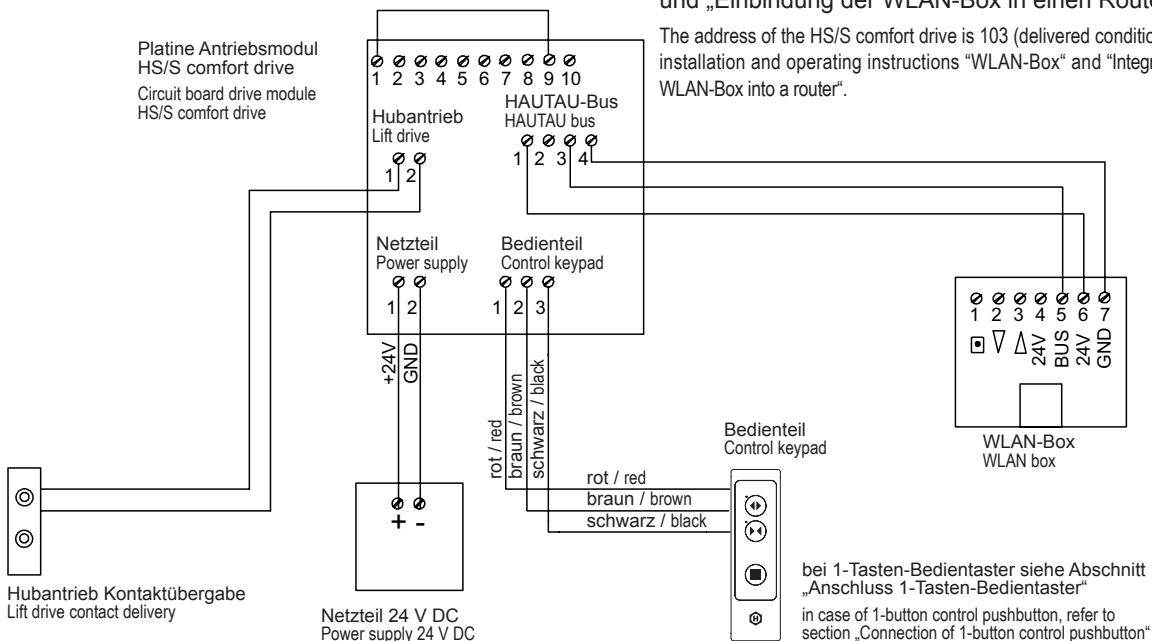 und „Einbindung der WLAN-Box in einen Route
The address of the HS/S comfort drive is 103 (delivered conditio
installation and operating instructions “WLAN-Box“ and “Integr
WLAN-Box into a router“.
Platine Antriebsmodul
HS/S comfort drive
Circuit board drive module
HS/S comfort drive
1 2 3 4 5 6 7 8 9 10
Hubantrieb
Lift drive
1 2
HAUTAU-Bus
HAUTAU bus
1 2 3 4
Netzteil
Power supply
1 2
+24V
GND
Bedienteil
Control keypad
1 2 3
rot / red
braun / brown
schwarz / black
1 2 3 4 5 6 7
24V
BUS
24V
GND
WLAN-Box
WLAN box
Bedienteil
Control keypad
rot / red
braun / brown
schwarz / black
+ -
Hubantrieb Kontaktübergabe
Lift drive contact delivery
Netzteil 24 V DC
Power supply 24 V DC
bei 1-Tasten-Bedientaster siehe Abschnitt
„Anschluss 1-Tasten-Bedientaster“
in case of 1-button control pushbutton, refer to
section „Connection of 1-button control pushbutton“